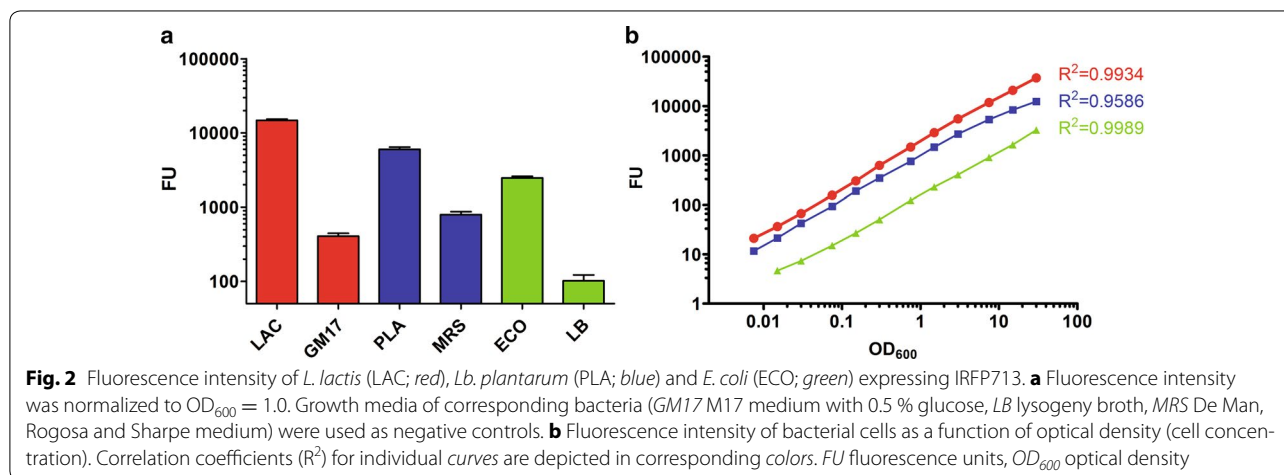 a
100000
10000
1000
100
FU
LAC
GM17
PLA
MRS
ECO
LB
b
100000
10000
1000
100
10
1
FU
0.01
0.1
1
10
100
OD600
R2=0.9934
R2=0.9586
R2=0.9989
Fig. 2 Fluorescence intensity of L. lactis (LAC; red), Lb. plantarum (PLA; blue) and E. coli (ECO; green) expressing IRFP713. a Fluorescence intensity
was normalized to OD600 = 1.0. Growth media of corresponding bacteria (GM17 M17 medium with 0.5 % glucose, LB lysogeny broth, MRS De Man,
Rogosa and Sharpe medium) were used as negative controls. b Fluorescence intensity of bacterial cells as a function of optical density (cell concen-
tration). Correlation coefficients (R2) for individual curves are depicted in corresponding colors. FU fluorescence units, OD600 optical density